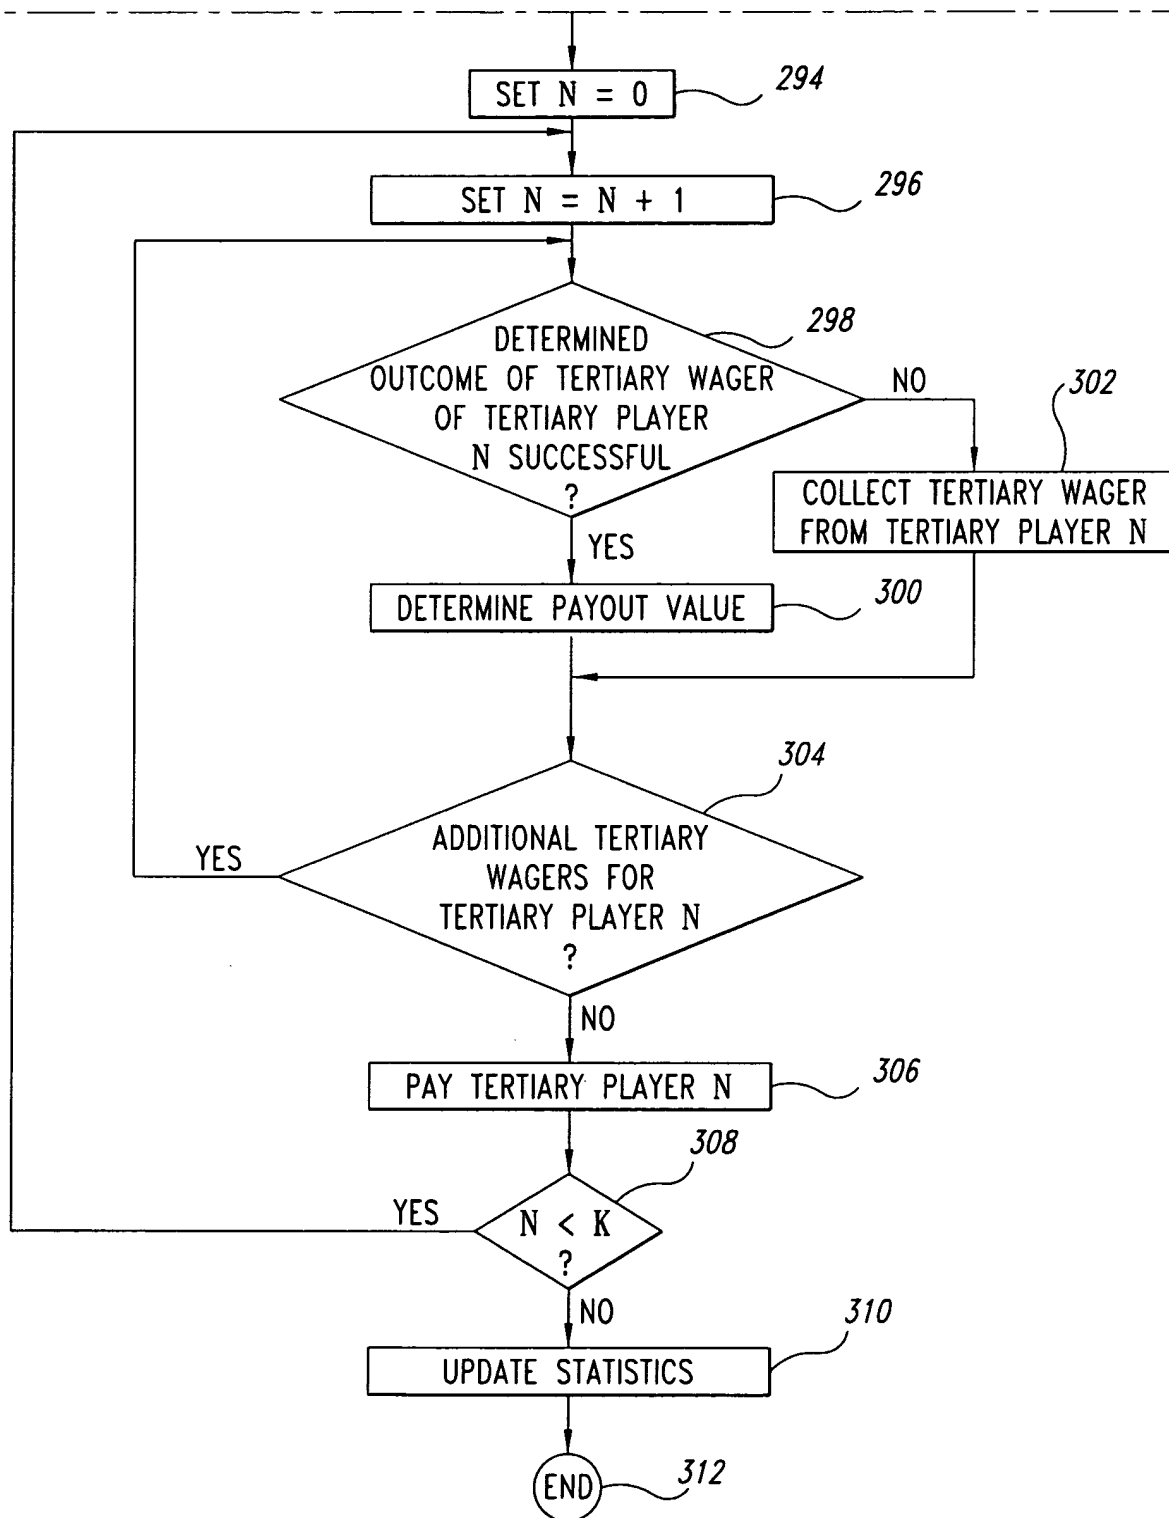 294
SET N = 0
296
SET N = N + 1
298
DETERMINED
OUTCOME OF TERTIARY WAGER
OF TERTIARY PLAYER
N SUCCESSFUL
?
NO
302
COLLECT TERTIARY WAGER
FROM TERTIARY PLAYER N
YES
300
DETERMINE PAYOUT VALUE
304
ADDITIONAL TERTIARY
WAGERS FOR
TERTIARY PLAYER N
?
YES
NO
306
PAY TERTIARY PLAYER N
308
N < K
?
YES
NO
310
UPDATE STATISTICS
END
312